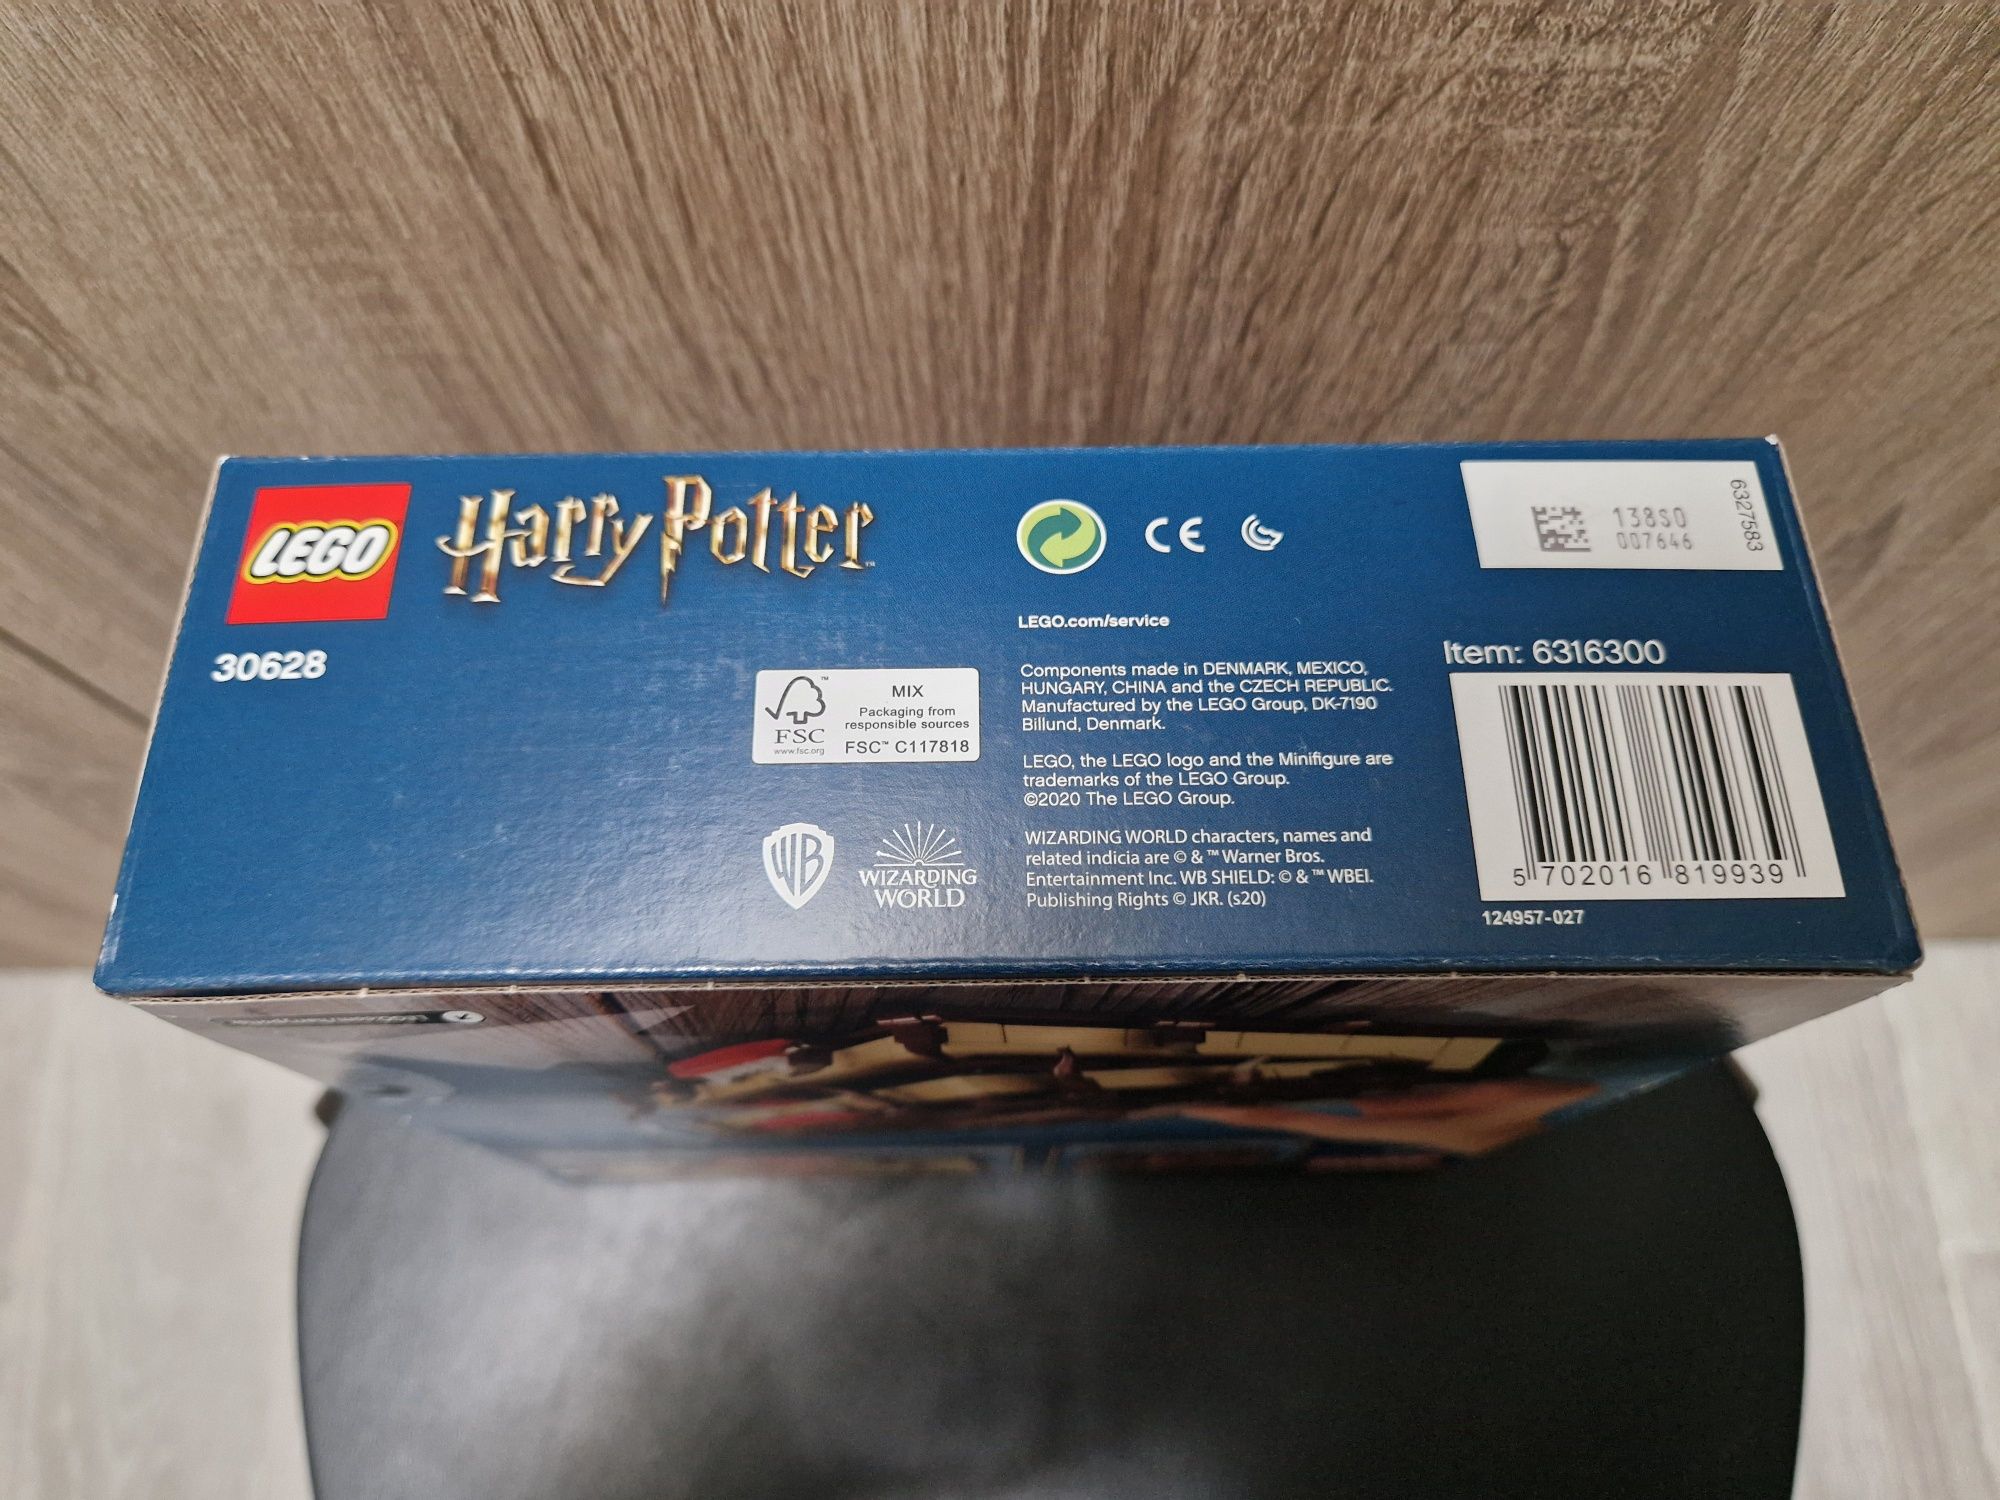 LEGO
Harry Potter™
30628
MIX
Packaging from
responsible sources
FSC™ C117818
FSC™
www.fsc.org
WB
WIZARDING
WORLD
CE
LEGO.com/service
Components made in DENMARK, MEXICO,
HUNGARY, CHINA and the CZECH REPUBLIC.
Manufactured by the LEGO Group, DK-7190
Billund, Denmark.
LEGO, the LEGO logo and the Minifigure are
trademarks of the LEGO Group.
©2020 The LEGO Group.
WIZARDING WORLD characters, names and
related indicia are © & ™ Warner Bros.
Entertainment Inc. WB SHIELD: © & ™ WBEI.
Publishing Rights © JKR. (s20)
138S0
007646
6327583
Item: 6316300
5 702016 819939
124957-027